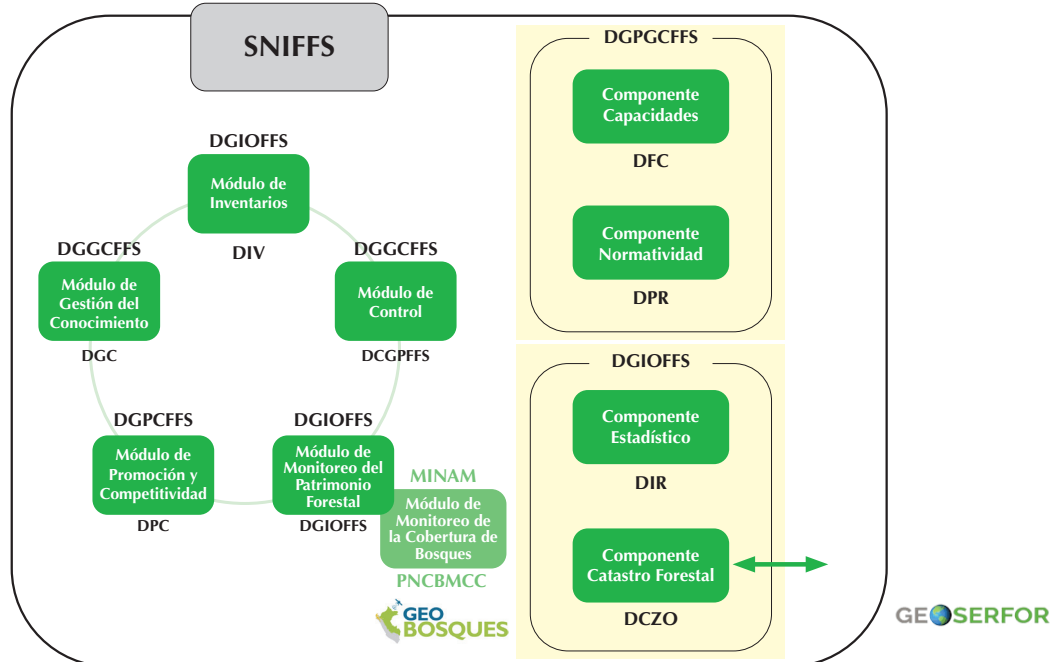 SNIFFS
DGIOFFS
Módulo de
Inventarios
DIV
DGGCFFS
Módulo de
Gestión del
Conocimiento
DGC
DGGCFFS
Módulo de
Control
DCGPFFS
DGPCFFS
Módulo de
Promoción y
Competitividad
DPC
DGIOFFS
Módulo de
Monitoreo del
Patrimonio
Forestal
DGIOFFS
MINAM
Módulo de
Monitoreo de
la Cobertura de
Bosques
PNCBMCC
GEO
BOSQUES
DGPGCFFS
Componente
Capacidades
DFC
Componente
Normatividad
DPR
DGIOFFS
Componente
Estadístico
DIR
Componente
Catastro Forestal
DCZO
GEOSERFOR